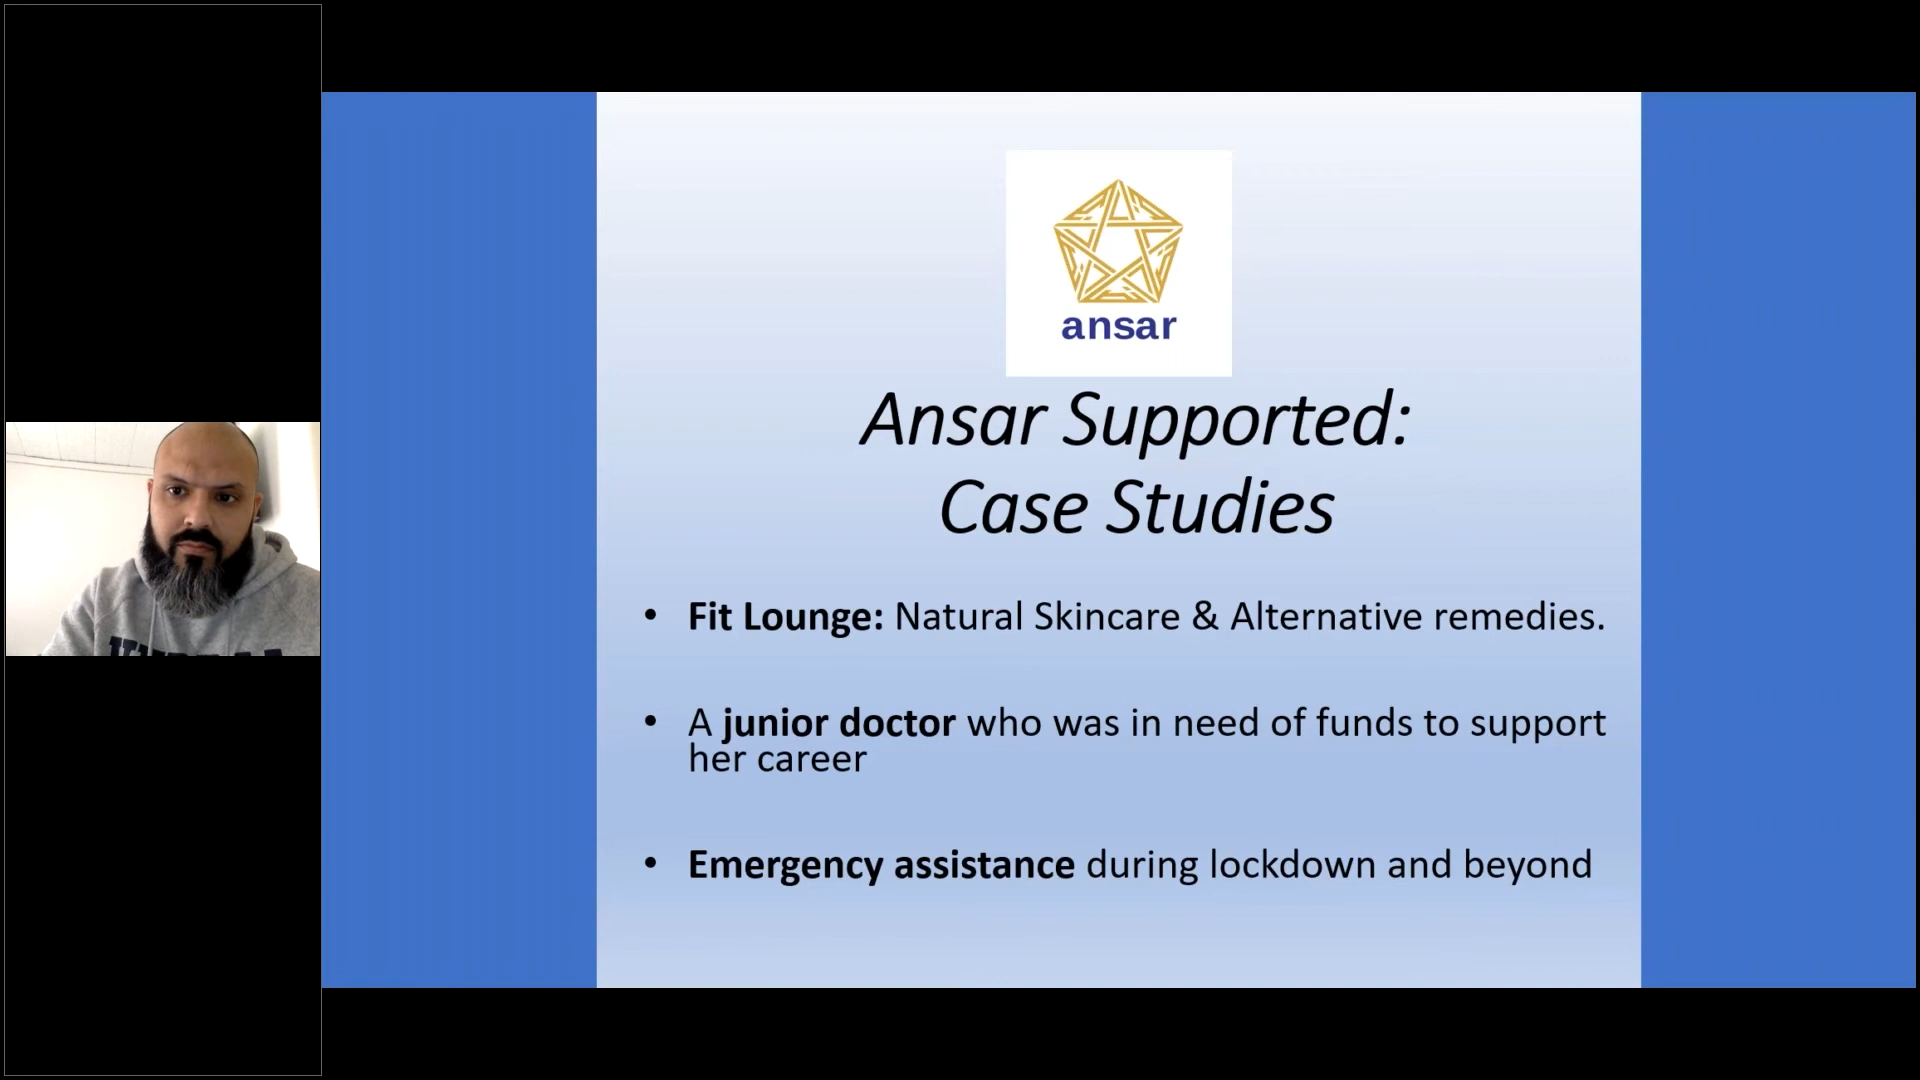 ansar
Ansar Supported:
Case Studies
• Fit Lounge: Natural Skincare & Alternative remedies.
• A junior doctor who was in need of funds to support
her career
• Emergency assistance during lockdown and beyond